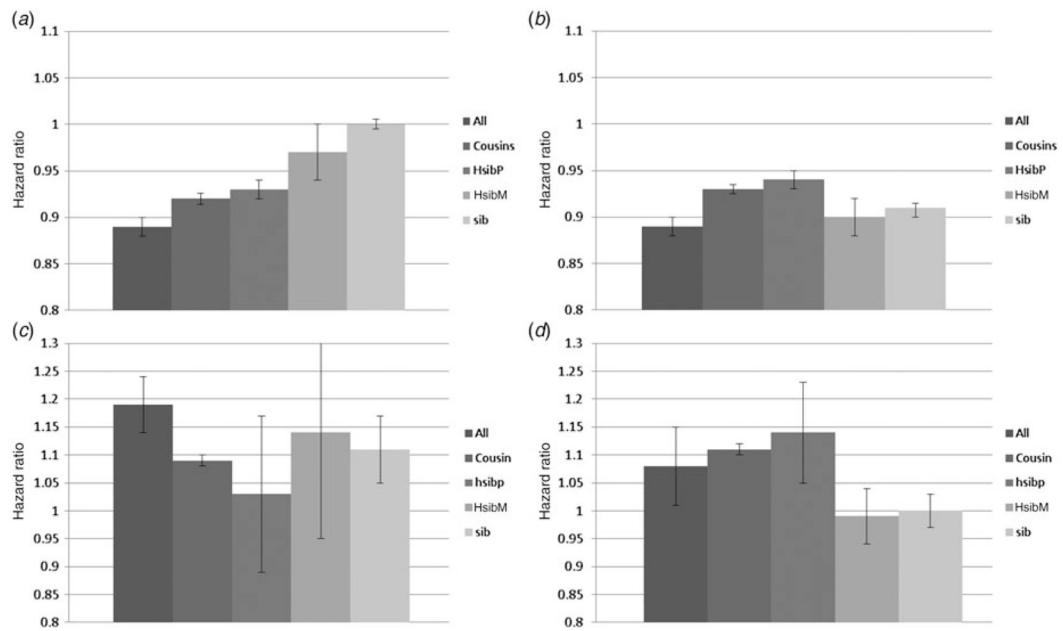 (a)
1.1
1.05
1
0.95
0.9
0.85
0.8
Hazard ratio
All
Cousins
HsibP
HsibM
sib
(b)
1.1
1.05
1
0.95
0.9
0.85
0.8
Hazard ratio
All
Cousins
HsibP
HsibM
sib
(c)
1.3
1.25
1.2
1.15
1.1
1.05
1
0.95
0.9
0.85
0.8
Hazard ratio
All
Cousin
hsibp
HsibM
sib
(d)
1.3
1.25
1.2
1.15
1.1
1.05
1
0.95
0.9
0.85
0.8
Hazard ratio
All
Cousin
hsibp
HsibM
sib